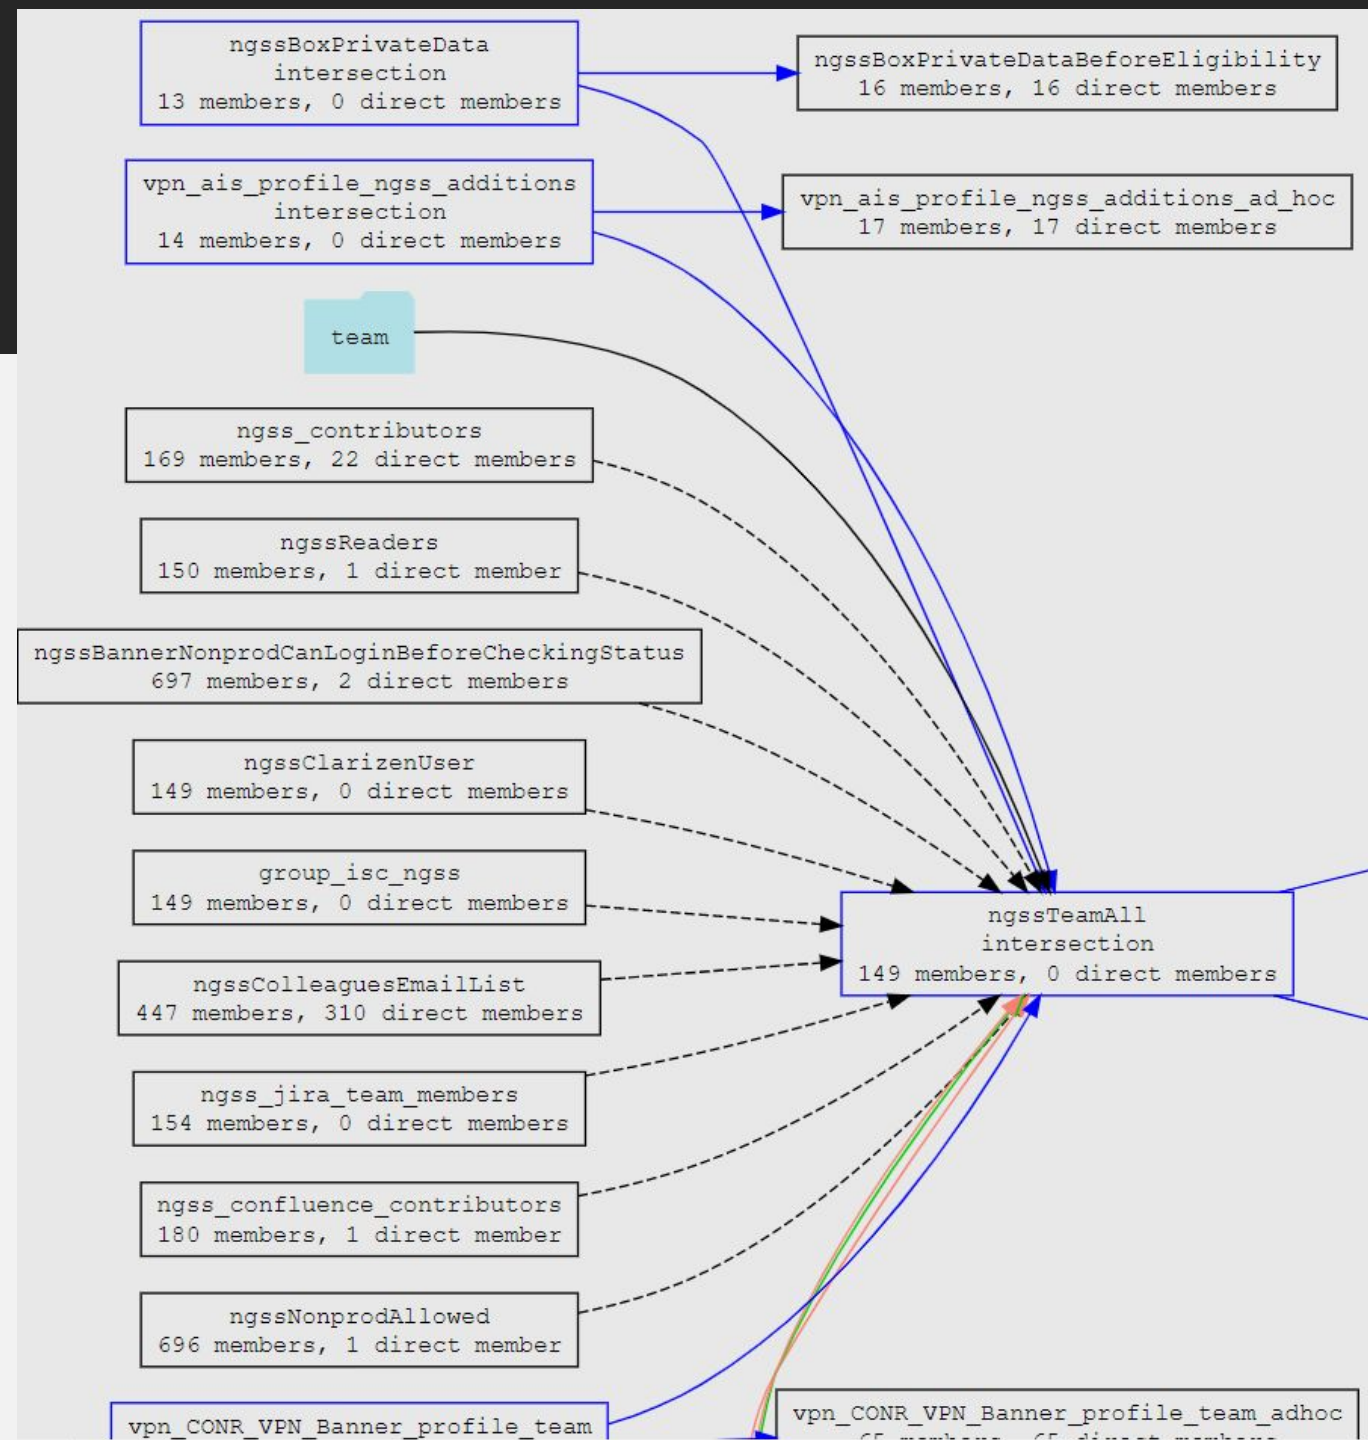 ngssBoxPrivateData
intersection
13 members, 0 direct members
ngssBoxPrivateDataBeforeEligibility
16 members, 16 direct members
vpn_ais_profile_ngss_additions
intersection
14 members, 0 direct members
vpn_ais_profile_ngss_additions_ad_hoc
17 members, 17 direct members
team
ngss_contributors
169 members, 22 direct members
ngssReaders
150 members, 1 direct member
ngssBannerNonprodCanLoginBeforeCheckingStatus
697 members, 2 direct members
ngssClarizenUser
149 members, 0 direct members
group_isc_ngss
149 members, 0 direct members
ngssTeamAll
intersection
149 members, 0 direct members
ngssColleaguesEmailList
447 members, 310 direct members
ngss_jira_team_members
154 members, 0 direct members
ngss_confluence_contributors
180 members, 1 direct member
ngssNonprodAllowed
696 members, 1 direct member
vpn_CONR_VPN_Banner_profile_team
vpn_CONR_VPN_Banner_profile_team_adhoc